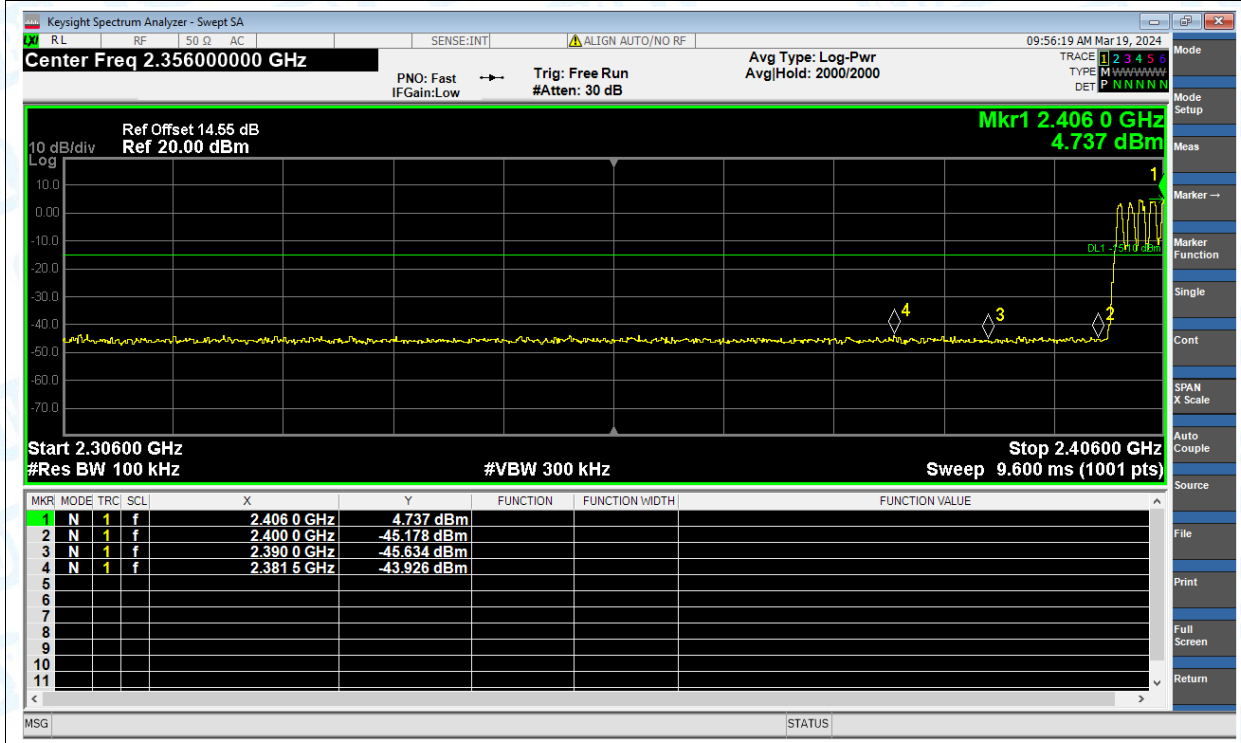 Keysight Spectrum Analyzer - Swept SA
LXI RL RF 50 Ω AC SENSE:INT ALIGN AUTO/NO RF 09:56:19 AM Mar 19, 2024
Center Freq 2.356000000 GHz
PNO: Fast
IFGain:Low
Trig: Free Run
#Atten: 30 dB
Avg Type: Log-Pwr
Avg|Hold: 2000/2000
TRACE 1 2 3 4 5 6
TYPE M WWWWW
DET P N N N N N
Ref Offset 14.55 dB
Ref 20.00 dBm
10 dB/div
Log
Mkr1 2.406 0 GHz
4.737 dBm
10.0
0.00
-10.0
-20.0
-30.0
-40.0
-50.0
-60.0
-70.0
1
DL1 -15.10 dBm
4
3
2
Start 2.30600 GHz
Stop 2.40600 GHz
#Res BW 100 kHz
#VBW 300 kHz
Sweep 9.600 ms (1001 pts)
MKR MODE TRC SCL X Y FUNCTION FUNCTION WIDTH FUNCTION VALUE
1 N 1 f 2.406 0 GHz 4.737 dBm
2 N 1 f 2.400 0 GHz -45.178 dBm
3 N 1 f 2.390 0 GHz -45.634 dBm
4 N 1 f 2.381 5 GHz -43.926 dBm
5
6
7
8
9
10
11
MSG
STATUS
Mode
Mode
Setup
Meas
Marker →
Marker
Function
Single
Cont
SPAN
X Scale
Auto
Couple
Source
File
Print
Full
Screen
Return